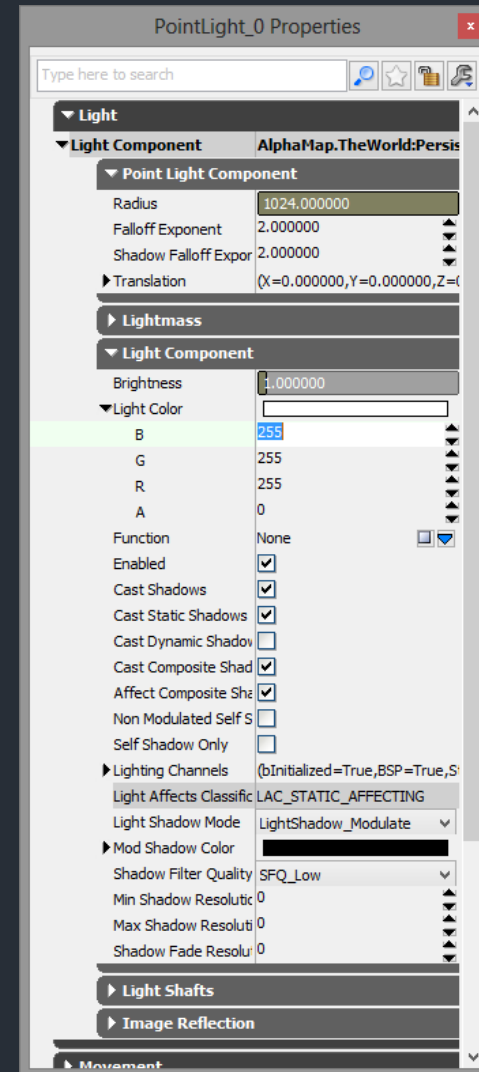 PointLight_0 Properties
x
Type here to search
Light
Light Component AlphaMap.TheWorld:Persis
Point Light Component
Radius 1024.000000
Falloff Exponent 2.000000
Shadow Falloff Expor 2.000000
Translation (X=0.000000,Y=0.000000,Z=0
Lightmass
Light Component
Brightness 1.000000
Light Color
B 255
G 255
R 255
A 0
Function None
Enabled
Cast Shadows
Cast Static Shadows
Cast Dynamic Shadov
Cast Composite Shad
Affect Composite Sha
Non Modulated Self S
Self Shadow Only
Lighting Channels (bInitialized=True,BSP=True,S
Light Affects Classific LAC_STATIC_AFFECTING
Light Shadow Mode LightShadow_Modulate
Mod Shadow Color
Shadow Filter Quality SFQ_Low
Min Shadow Resolutic 0
Max Shadow Resoluti 0
Shadow Fade Resolu 0
Light Shafts
Image Reflection
Movement